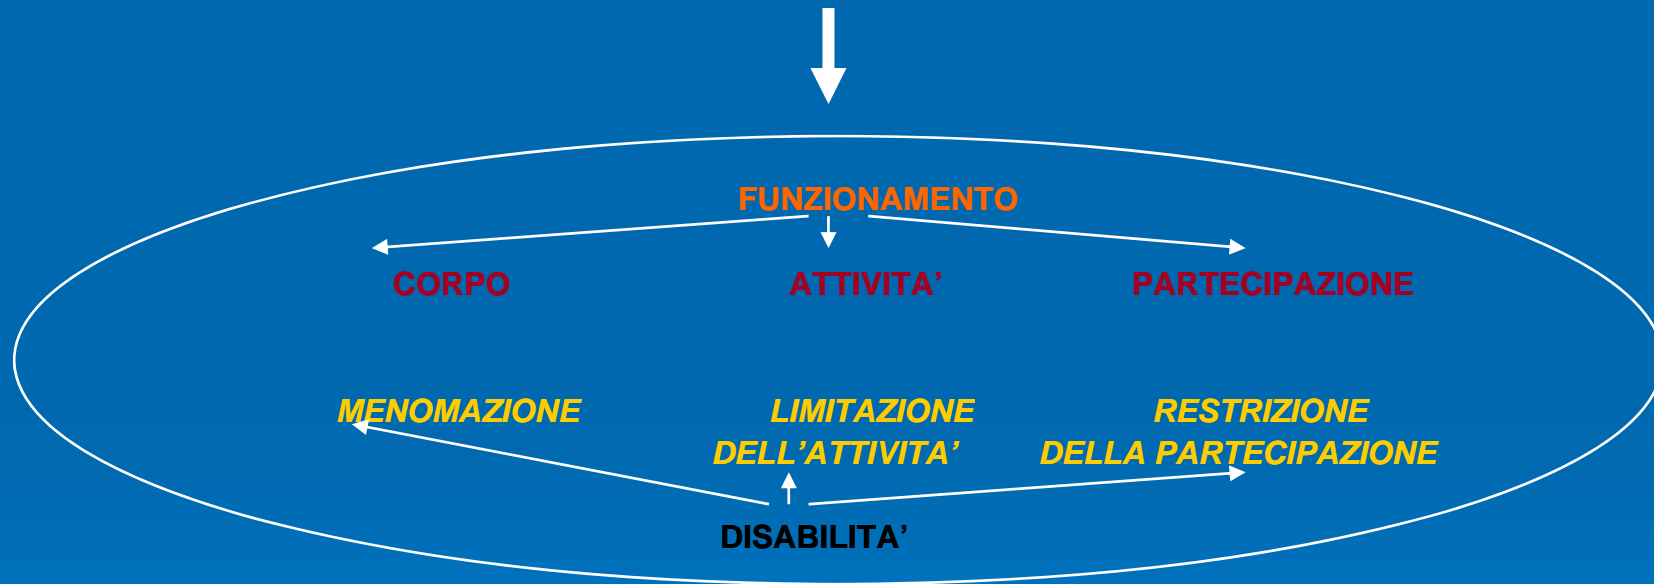 FUNZIONAMENTO
CORPO ATTIVITA’ PARTECIPAZIONE
MENOMAZIONE LIMITAZIONE RESTRIZIONE
DELL’ATTIVITA’ DELLA PARTECIPAZIONE
DISABILITA’